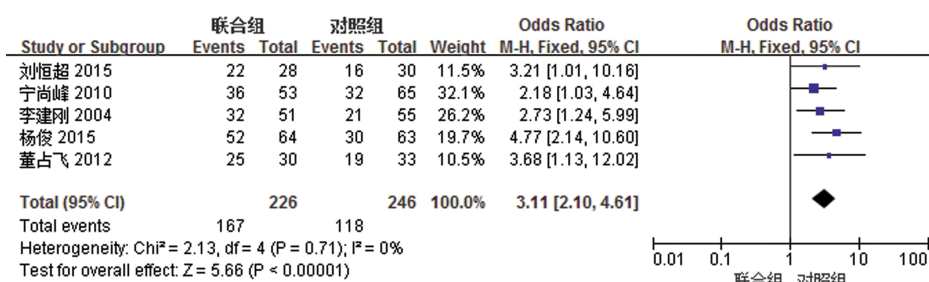 联合组 对照组 Odds Ratio Odds Ratio
Study or Subgroup Events Total Events Total Weight M-H, Fixed, 95% CI M-H, Fixed, 95% CI
刘恒超 2015 22 28 16 30 11.5% 3.21 [1.01, 10.16]
宁尚峰 2010 36 53 32 65 32.1% 2.18 [1.03, 4.64]
李建刚 2004 32 51 21 55 26.2% 2.73 [1.24, 5.99]
杨俊 2015 52 64 30 63 19.7% 4.77 [2.14, 10.60]
董占飞 2012 25 30 19 33 10.5% 3.68 [1.13, 12.02]
Total (95% CI) 226 246 100.0% 3.11 [2.10, 4.61]
Total events 167 118
Heterogeneity: Chi² = 2.13, df = 4 (P = 0.71); I² = 0%
Test for overall effect: Z = 5.66 (P < 0.00001)
0.01 0.1 1 10 100
联合组 对照组